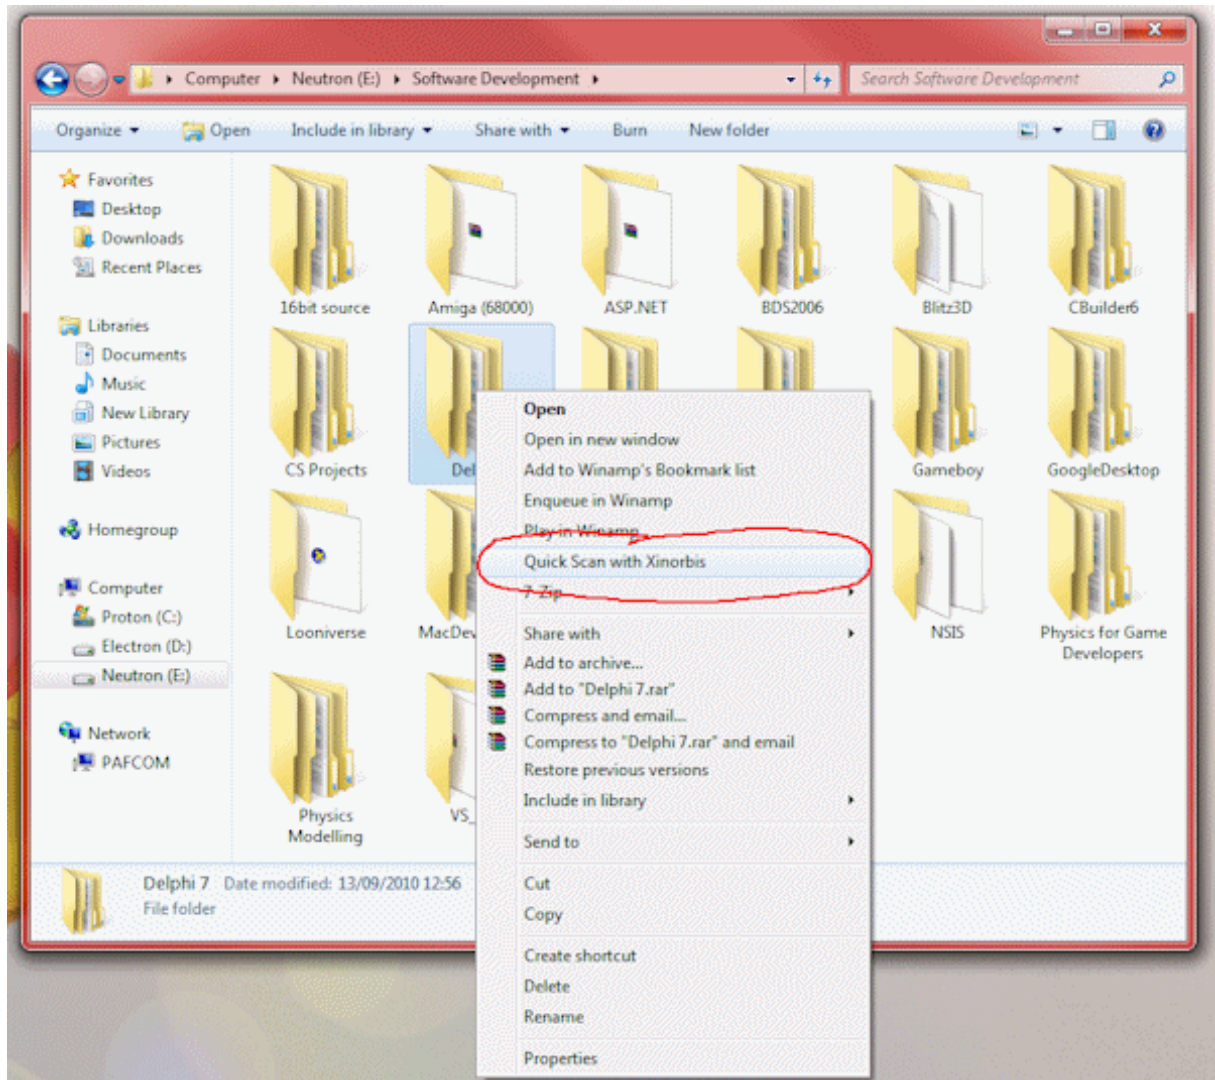 Computer Neutron (E:) Software Development
Search Software Development
Organize Open Include in library Share with Burn New folder
Favorites
Desktop
Downloads
Recent Places
Libraries
Documents
Music
New Library
Pictures
Videos
Homegroup
Computer
Proton (C:)
Electron (D:)
Neutron (E:)
Network
PAFCOM
16bit source Amiga (68000) ASP.NET BDS2006 Blitz3D CBuilder6
CS Projects Del Gameboy GoogleDesktop
Looniverse MacDev NSIS Physics for Game
Developers
Physics VS_
Modelling
Open
Open in new window
Add to Winamp's Bookmark list
Enqueue in Winamp
Play in Winamp
Quick Scan with Xinorbis
7-Zip
Share with
Add to archive...
Add to "Delphi 7.rar"
Compress and email...
Compress to "Delphi 7.rar" and email
Restore previous versions
Include in library
Send to
Cut
Copy
Create shortcut
Delete
Rename
Properties
Delphi 7 Date modified: 13/09/2010 12:56
File folder